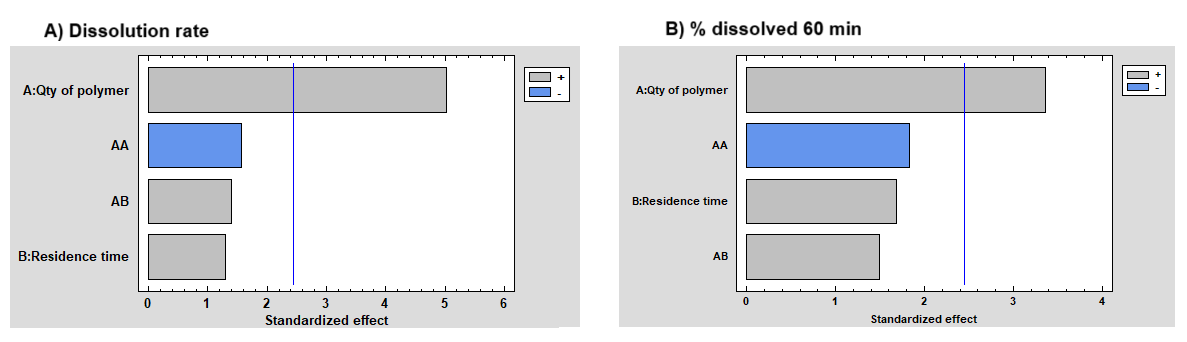 A) Dissolution rate
A:Qty of polymer
AA
AB
B:Residence time
0 1 2 3 4 5 6
Standardized effect
+
-
B) % dissolved 60 min
A:Qty of polymer
AA
B:Residence time
AB
0 1 2 3 4
Standardized effect
+
-